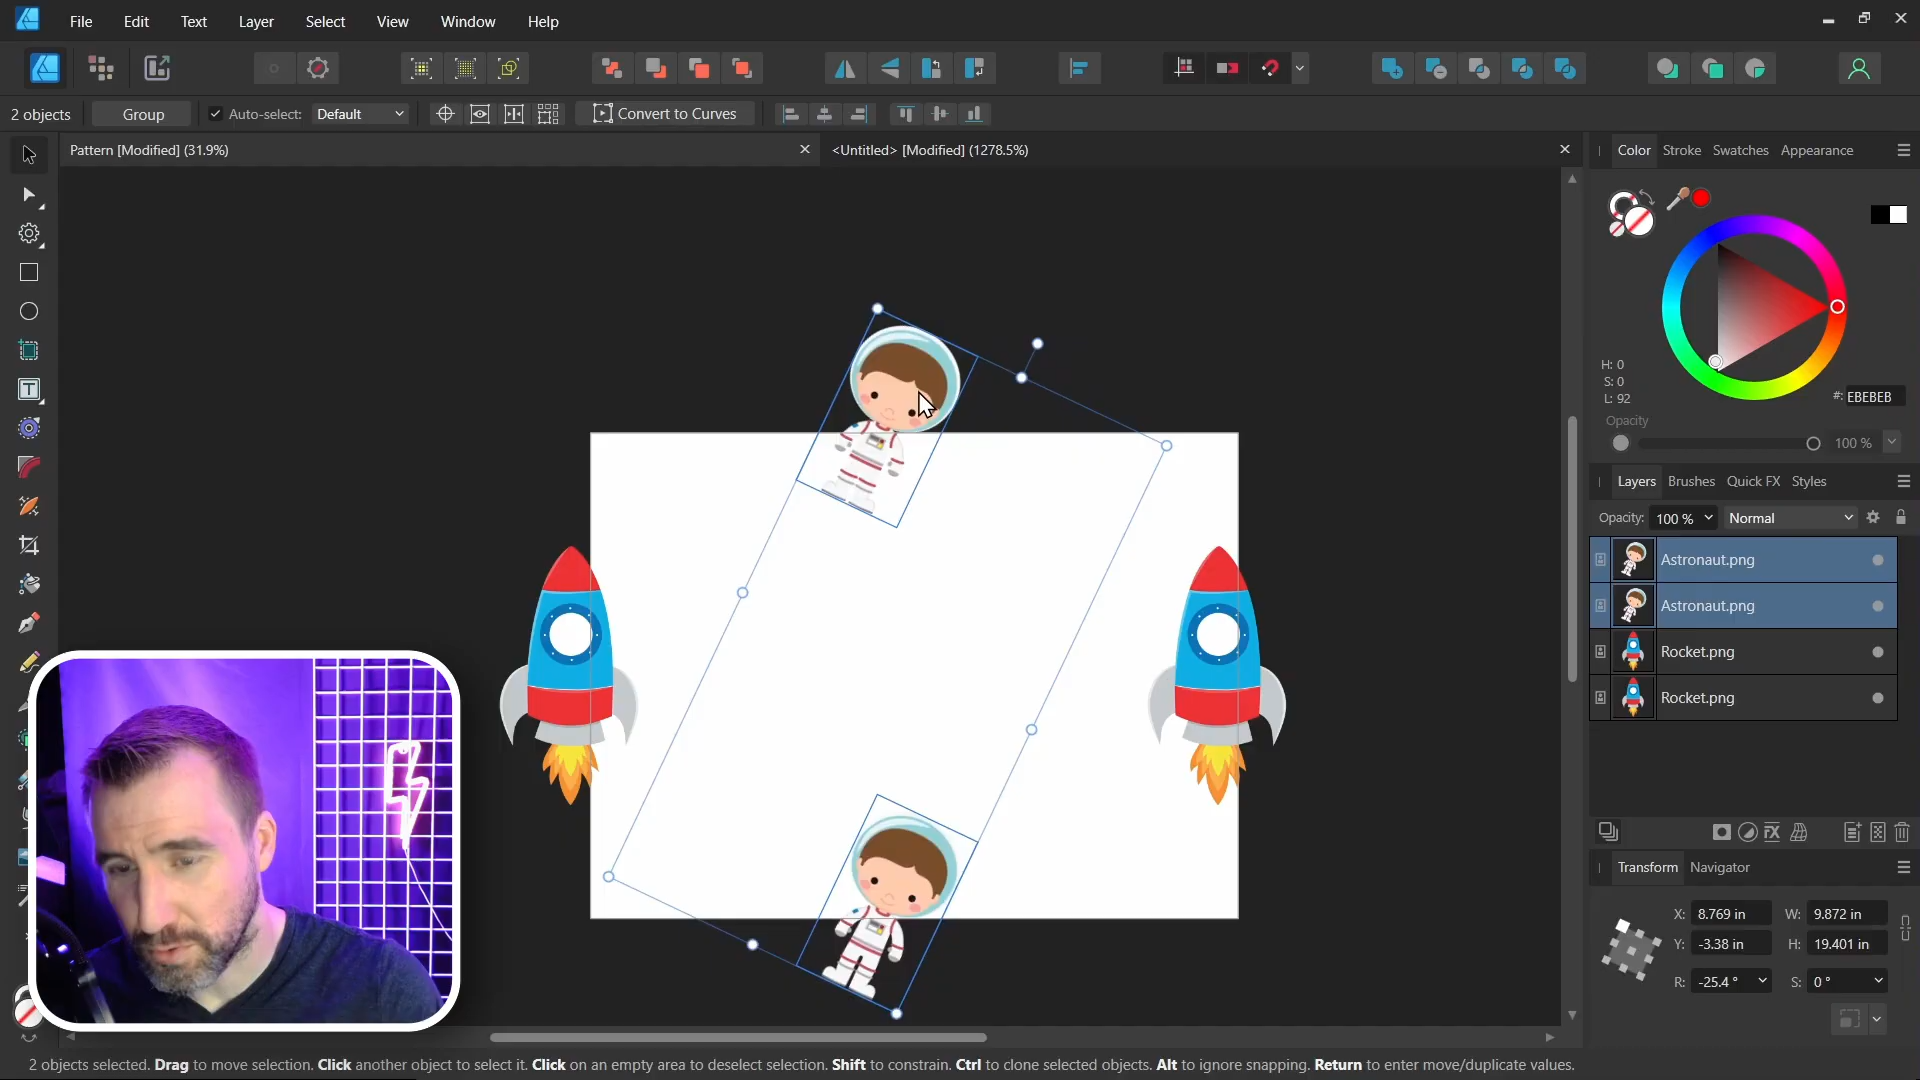 File Edit Text Layer Select View Window Help
2 objects Group Auto-select: Default Convert to Curves
Pattern [Modified] (31.9%)
<Untitled> [Modified] (1278.5%)
Color Stroke Swatches Appearance
H: 0
S: 0
L: 92
#: EBEBEB
Opacity
100 %
Layers Brushes Quick FX Styles
Opacity: 100 % Normal
Astronaut.png
Astronaut.png
Rocket.png
Rocket.png
Transform Navigator
X: 8.769 in W: 9.872 in
Y: -3.38 in H: 19.401 in
R: -25.4 ° S: 0 °
2 objects selected. Drag to move selection. Click another object to select it. Click on an empty area to deselect selection. Shift to constrain. Ctrl to clone selected objects. Alt to ignore snapping. Return to enter move/duplicate values.